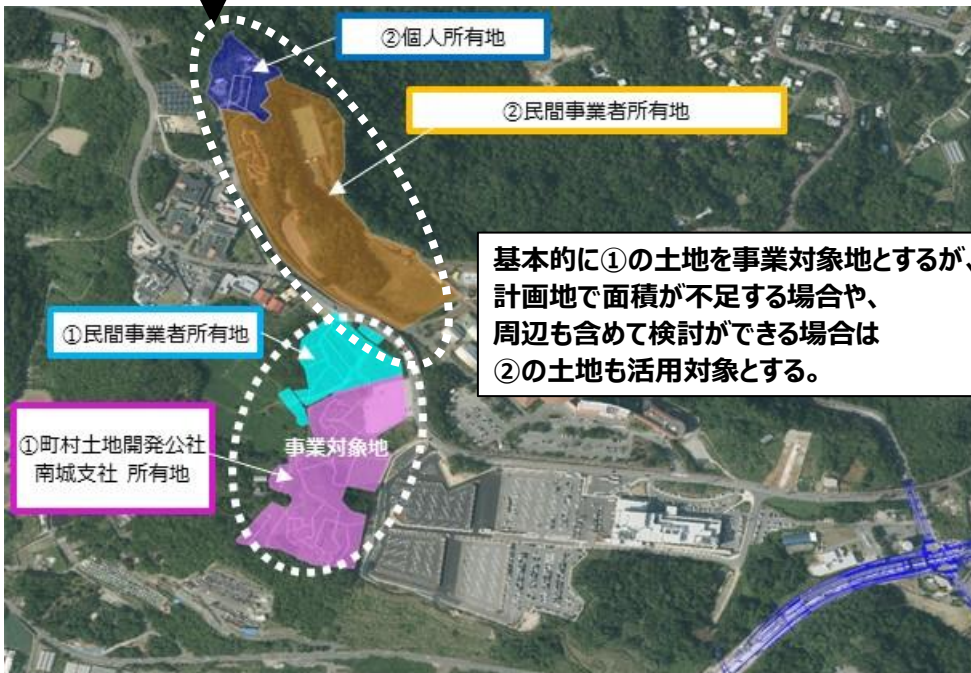 ②個人所有地
②民間事業者所有地
基本的に①の土地を事業対象地とするが、
計画地で面積が不足する場合や、
周辺も含めて検討ができる場合は
②の土地も活用対象とする。
①民間事業者所有地
事業対象地
①町村土地開発公社
南城支社 所有地